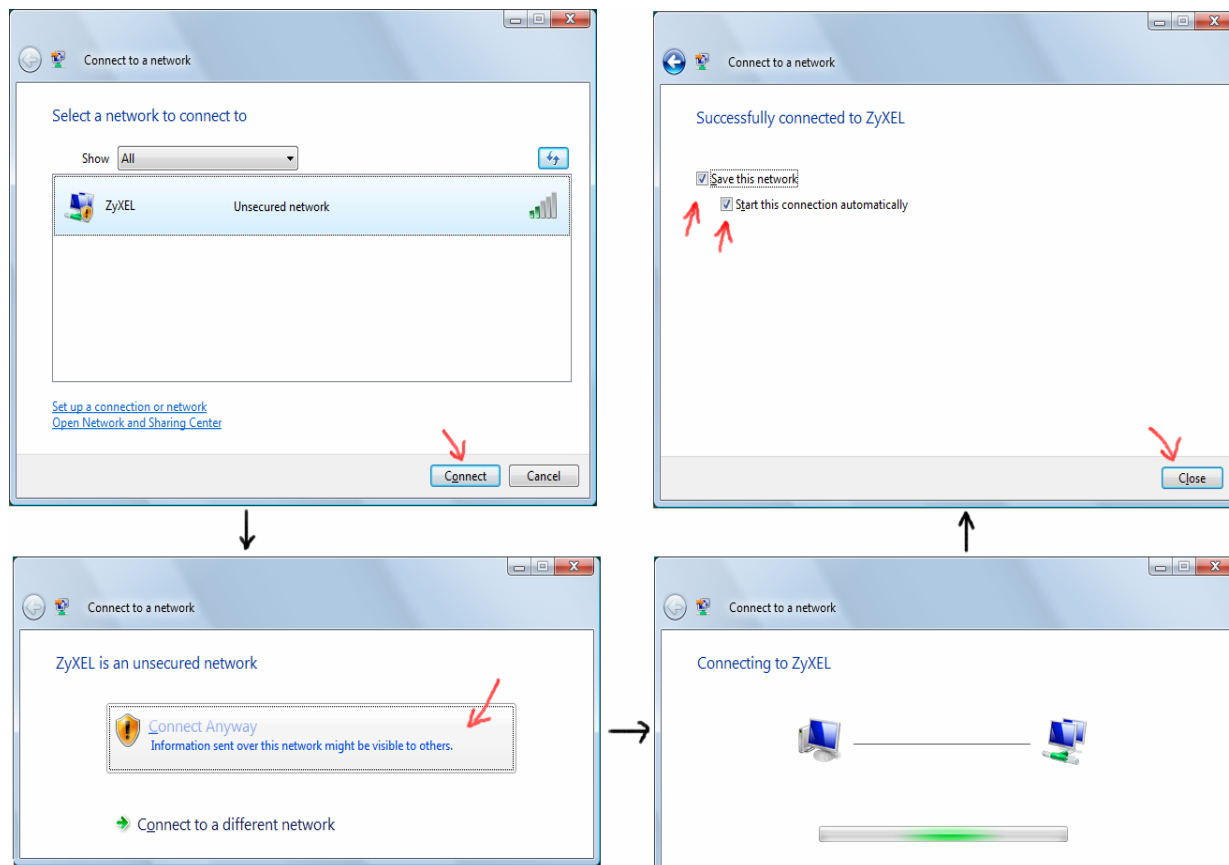 Connect to a network
Select a network to connect to
Show All
ZyXEL Unsecured network
Set up a connection or network
Open Network and Sharing Center
Connect Cancel
Connect to a network
ZyXEL is an unsecured network
Connect Anyway
Information sent over this network might be visible to others.
Connect to a different network
Connect to a network
Connecting to ZyXEL
Connect to a network
Successfully connected to ZyXEL
Save this network
Start this connection automatically
Close